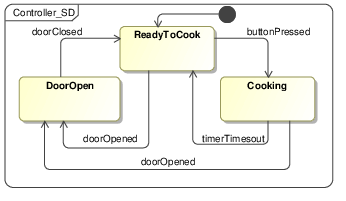 Controller_SD
doorClosed
ReadyToCook
buttonPressed
DoorOpen
Cooking
doorOpened
timerTimesout
doorOpened